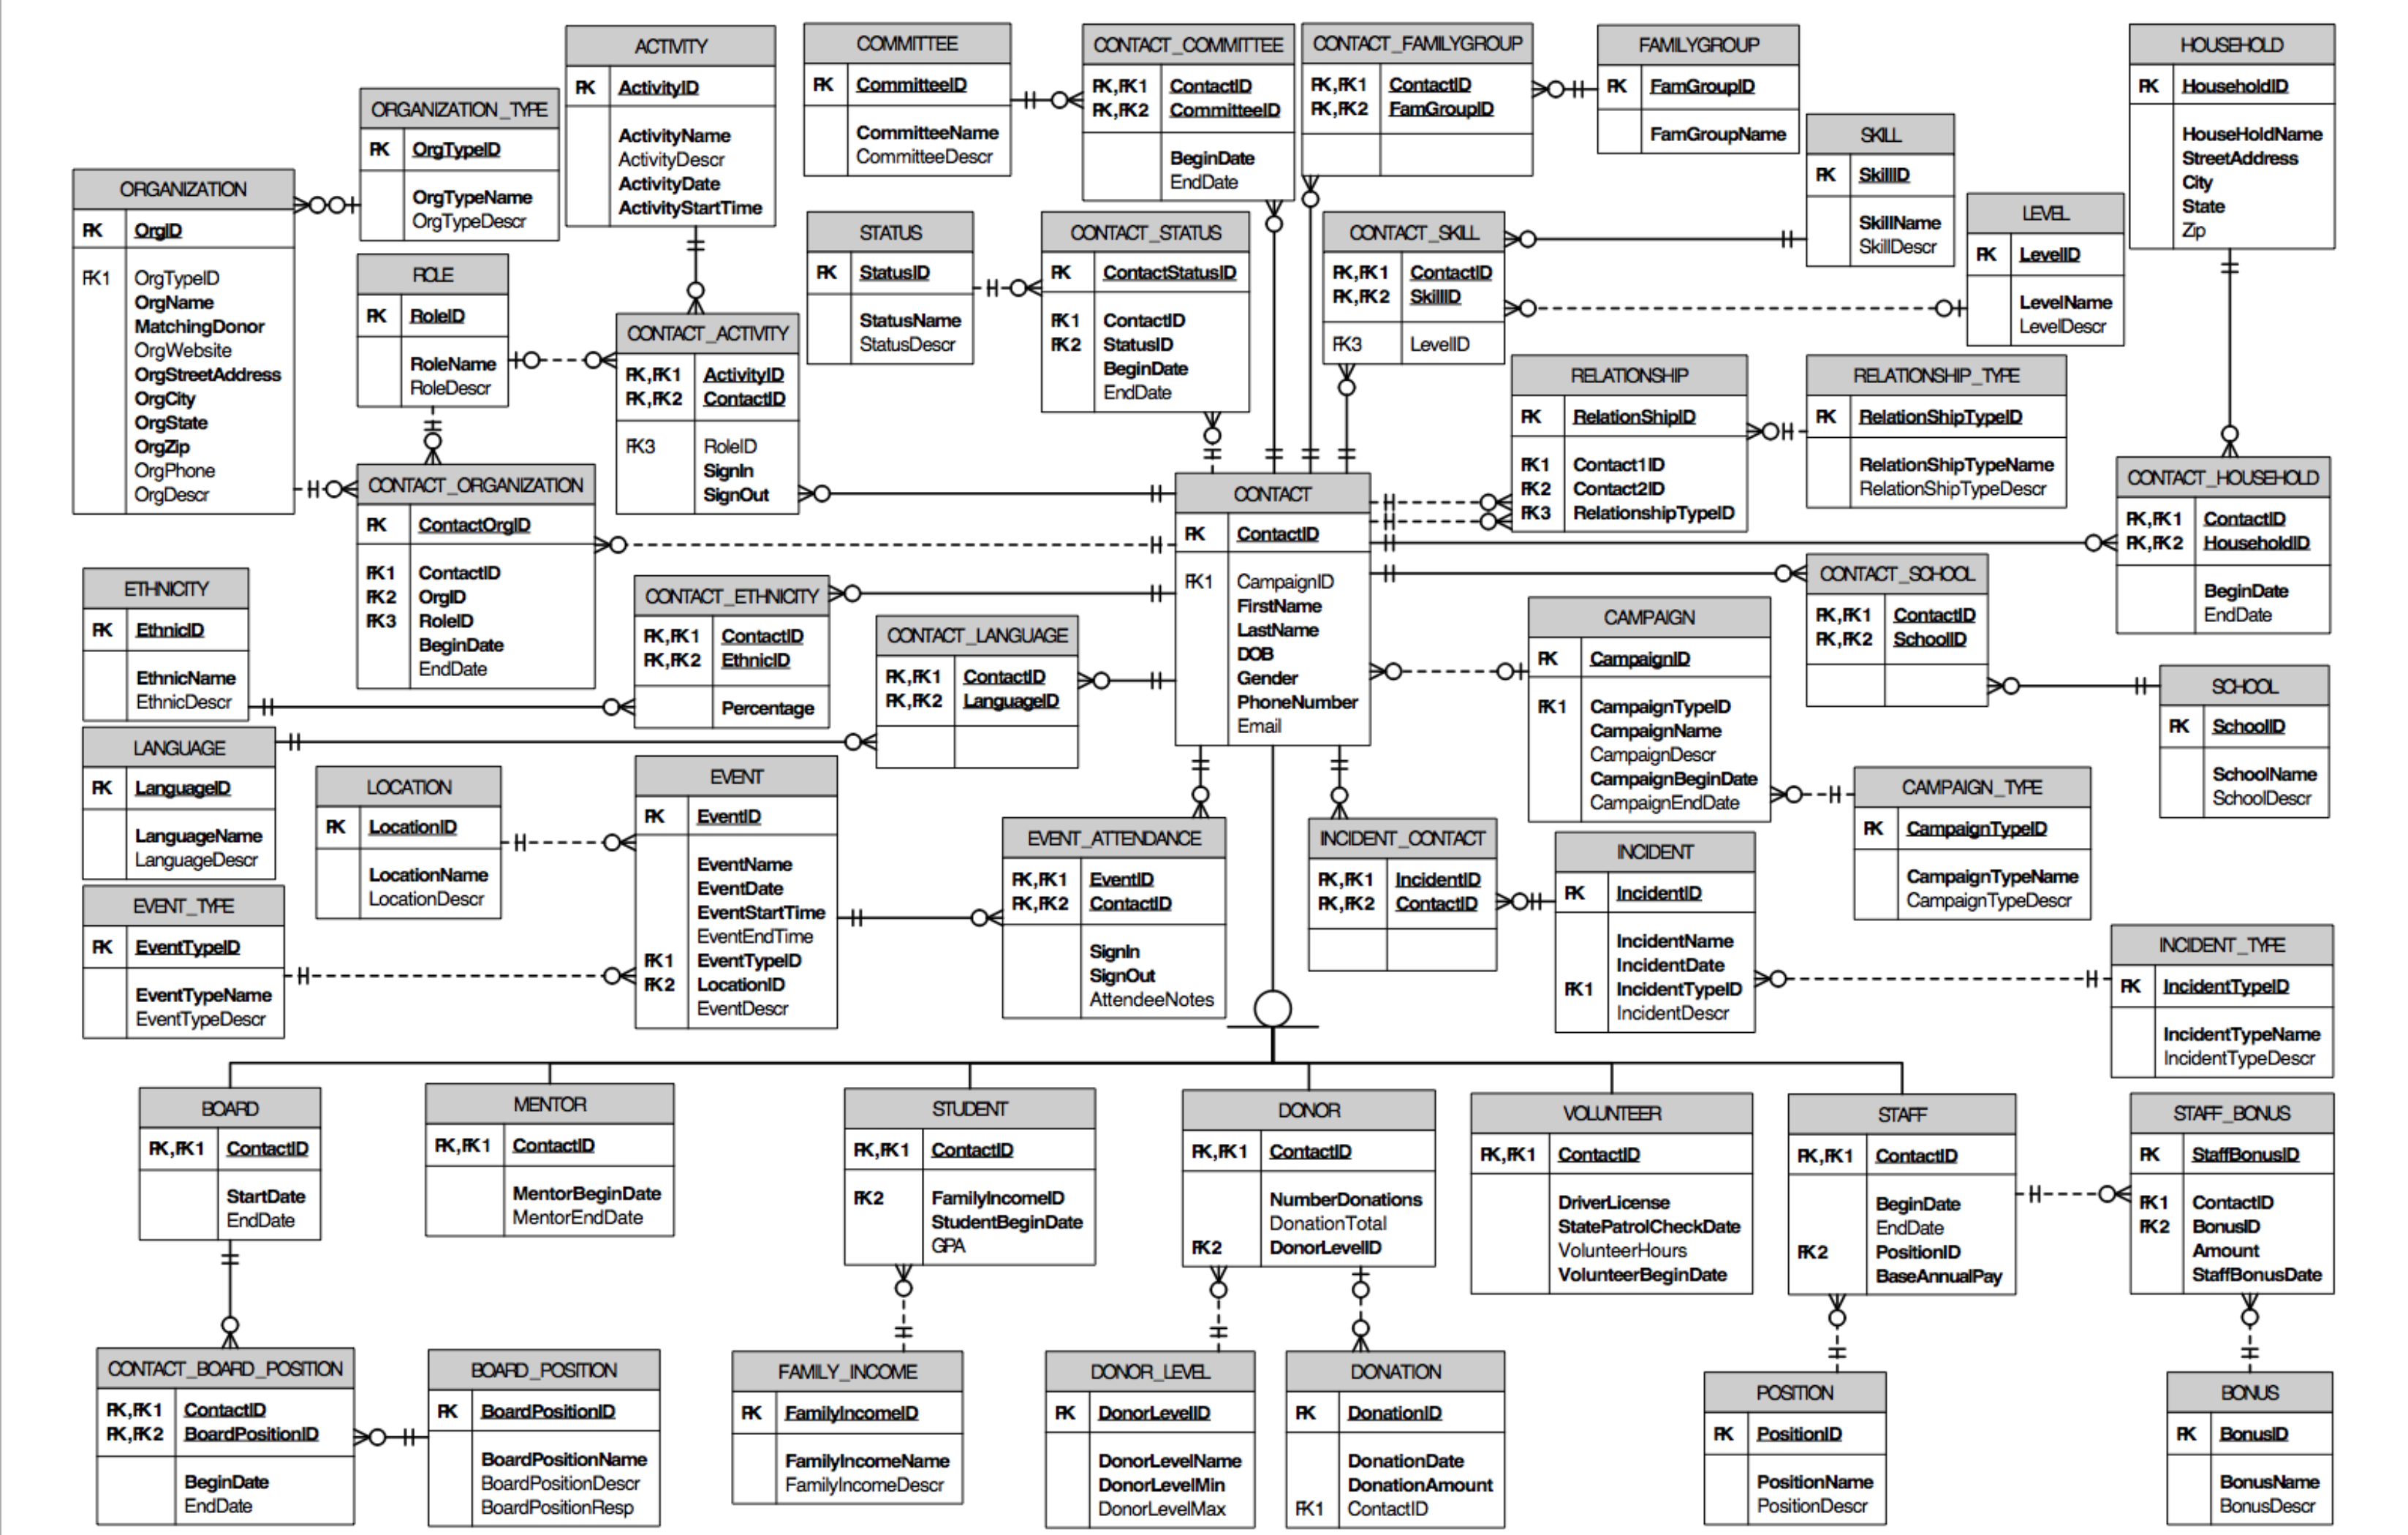 ORGANIZATION
PK OrgID
FK1 OrgTypeID
OrgName
MatchingDonor
OrgWebsite
OrgStreetAddress
OrgCity
OrgState
OrgZip
OrgPhone
OrgDescr
ORGANIZATION_TYPE
PK OrgTypeID
OrgTypeName
OrgTypeDescr
ACTIVITY
PK ActivityID
ActivityName
ActivityDescr
ActivityDate
ActivityStartTime
COMMITTEE
PK CommitteeID
CommitteeName
CommitteeDescr
CONTACT_COMMITTEE
PK,FK1 ContactID
PK,FK2 CommitteeID
BeginDate
EndDate
CONTACT_FAMILYGROUP
PK,FK1 ContactID
PK,FK2 FamGroupID
FAMILYGROUP
PK FamGroupID
FamGroupName
SKILL
PK SkillID
SkillName
SkillDescr
LEVEL
PK LevelID
LevelName
LevelDescr
HOUSEHOLD
PK HouseholdID
HouseHoldName
StreetAddress
City
State
Zip
ROLE
PK RoleID
RoleName
RoleDescr
CONTACT_ACTIVITY
PK,FK1 ActivityID
PK,FK2 ContactID
FK3 RoleID
SignIn
SignOut
STATUS
PK StatusID
StatusName
StatusDescr
CONTACT_STATUS
PK ContactStatusID
FK1 ContactID
FK2 StatusID
BeginDate
EndDate
CONTACT_SKILL
PK,FK1 ContactID
PK,FK2 SkillID
FK3 LevelID
RELATIONSHIP
PK RelationShipID
FK1 Contact1ID
FK2 Contact2ID
FK3 RelationshipTypeID
RELATIONSHIP_TYPE
PK RelationShipTypeID
RelationShipTypeName
RelationShipTypeDescr
CONTACT_HOUSEHOLD
PK,FK1 ContactID
PK,FK2 HouseholdID
BeginDate
EndDate
CONTACT_ORGANIZATION
PK ContactOrgID
FK1 ContactID
FK2 OrgID
FK3 RoleID
BeginDate
EndDate
CONTACT
PK ContactID
FK1 CampaignID
FirstName
LastName
DOB
Gender
PhoneNumber
Email
ETHNICITY
PK EthnicID
EthnicName
EthnicDescr
CONTACT_ETHNICITY
PK,FK1 ContactID
PK,FK2 EthnicID
Percentage
CONTACT_LANGUAGE
PK,FK1 ContactID
PK,FK2 LanguageID
CAMPAIGN
PK CampaignID
FK1 CampaignTypeID
CampaignName
CampaignDescr
CampaignBeginDate
CampaignEndDate
CONTACT_SCHOOL
PK,FK1 ContactID
PK,FK2 SchoolID
SCHOOL
PK SchoolID
SchoolName
SchoolDescr
LANGUAGE
PK LanguageID
LanguageName
LanguageDescr
LOCATION
PK LocationID
LocationName
LocationDescr
EVENT
PK EventID
EventName
EventDate
EventStartTime
EventEndTime
FK1 EventTypeID
FK2 LocationID
EventDescr
EVENT_ATTENDANCE
PK,FK1 EventID
PK,FK2 ContactID
SignIn
SignOut
AttendeeNotes
INCIDENT_CONTACT
PK,FK1 IncidentID
PK,FK2 ContactID
INCIDENT
PK IncidentID
IncidentName
IncidentDate
FK1 IncidentTypeID
IncidentDescr
CAMPAIGN_TYPE
PK CampaignTypeID
CampaignTypeName
CampaignTypeDescr
EVENT_TYPE
PK EventTypeID
EventTypeName
EventTypeDescr
INCIDENT_TYPE
PK IncidentTypeID
IncidentTypeName
IncidentTypeDescr
BOARD
PK,FK1 ContactID
StartDate
EndDate
MENTOR
PK,FK1 ContactID
MentorBeginDate
MentorEndDate
STUDENT
PK,FK1 ContactID
FK2 FamilyIncomeID
StudentBeginDate
GPA
DONOR
PK,FK1 ContactID
NumberDonations
DonationTotal
FK2 DonorLevelID
VOLUNTEER
PK,FK1 ContactID
DriverLicense
StatePatrolCheckDate
VolunteerHours
VolunteerBeginDate
STAFF
PK,FK1 ContactID
BeginDate
EndDate
FK2 PositionID
BaseAnnualPay
STAFF_BONUS
PK StaffBonusID
FK1 ContactID
FK2 BonusID
Amount
StaffBonusDate
CONTACT_BOARD_POSITION
PK,FK1 ContactID
PK,FK2 BoardPositionID
BeginDate
EndDate
BOARD_POSITION
PK BoardPositionID
BoardPositionName
BoardPositionDescr
BoardPositionResp
FAMILY_INCOME
PK FamilyIncomeID
FamilyIncomeName
FamilyIncomeDescr
DONOR_LEVEL
PK DonorLevelID
DonorLevelName
DonorLevelMin
DonorLevelMax
DONATION
PK DonationID
DonationDate
DonationAmount
FK1 ContactID
POSITION
PK PositionID
PositionName
PositionDescr
BONUS
PK BonusID
BonusName
BonusDescr